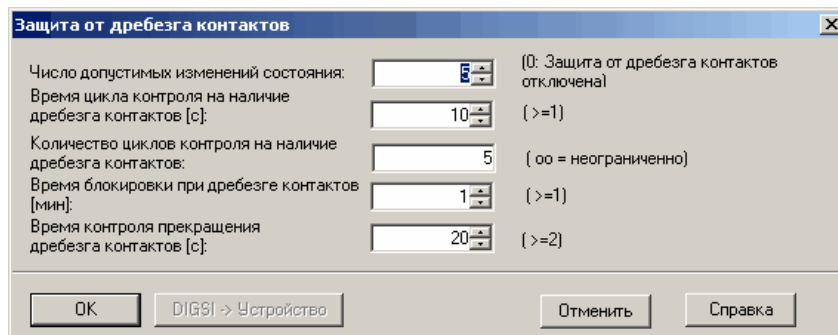 Защита от дребезга контактов
Число допустимых изменений состояния: 5 (0: Защита от дребезга контактов
отключена)
Время цикла контроля на наличие
дребезга контактов [с]: 10 ( >=1)
Количество циклов контроля на наличие
дребезга контактов: 5 ( oo = неограниченно)
Время блокировки при дребезге контактов
[мин]: 1 ( >=1)
Время контроля прекращения
дребезга контактов [с]: 20 ( >=2)
OK DIGSI -> Устройство Отменить Справка